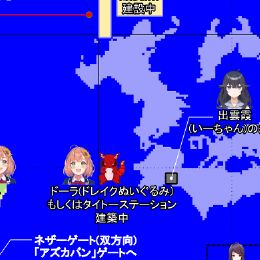 建設中
出雲霞
(いーちゃん)の
ドーラ(ドレイクぬいぐるみ)
もしくはタイトーステーション
建築中
ネザーゲート(双方向)
「アズカバン」ゲートへ